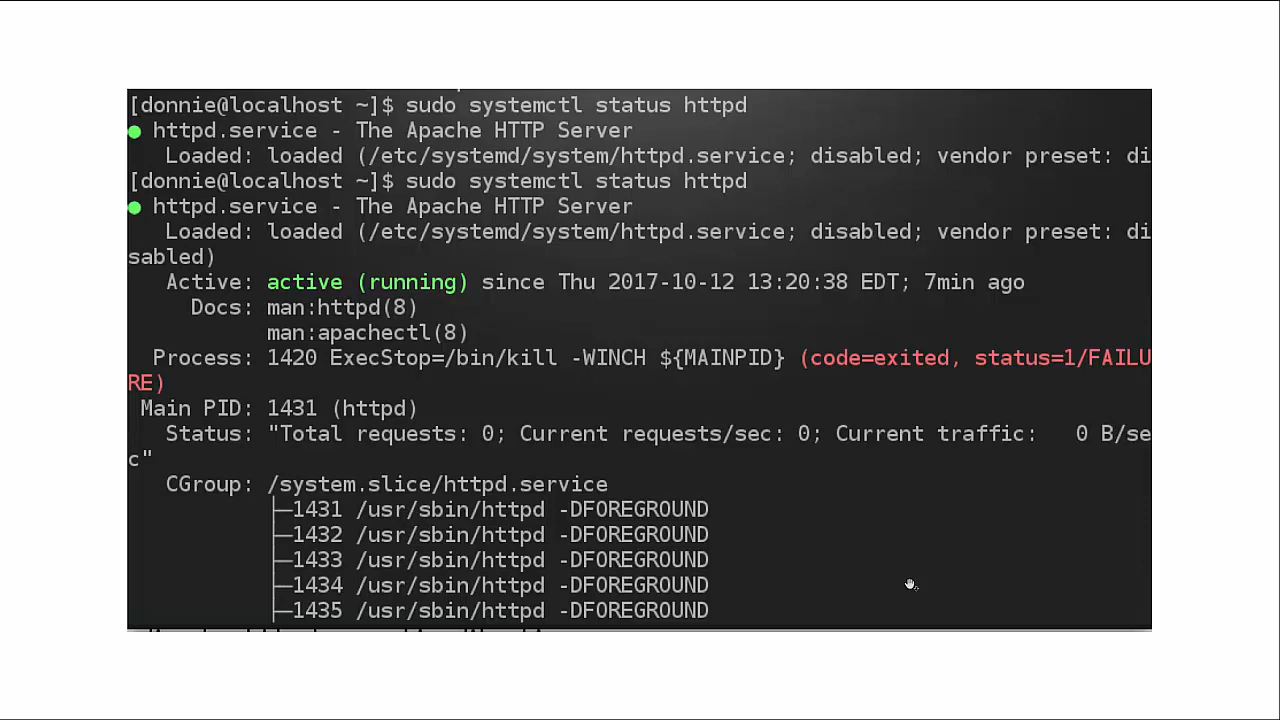 [donnie@localhost ~]$ sudo systemctl status httpd
● httpd.service - The Apache HTTP Server
   Loaded: loaded (/etc/systemd/system/httpd.service; disabled; vendor preset: di
[donnie@localhost ~]$ sudo systemctl status httpd
● httpd.service - The Apache HTTP Server
   Loaded: loaded (/etc/systemd/system/httpd.service; disabled; vendor preset: di
sabled)
   Active: active (running) since Thu 2017-10-12 13:20:38 EDT; 7min ago
     Docs: man:httpd(8)
           man:apachectl(8)
  Process: 1420 ExecStop=/bin/kill -WINCH ${MAINPID} (code=exited, status=1/FAILU
RE)
 Main PID: 1431 (httpd)
   Status: "Total requests: 0; Current requests/sec: 0; Current traffic:   0 B/se
c"
   CGroup: /system.slice/httpd.service
           ├─1431 /usr/sbin/httpd -DFOREGROUND
           ├─1432 /usr/sbin/httpd -DFOREGROUND
           ├─1433 /usr/sbin/httpd -DFOREGROUND
           ├─1434 /usr/sbin/httpd -DFOREGROUND
           ├─1435 /usr/sbin/httpd -DFOREGROUND